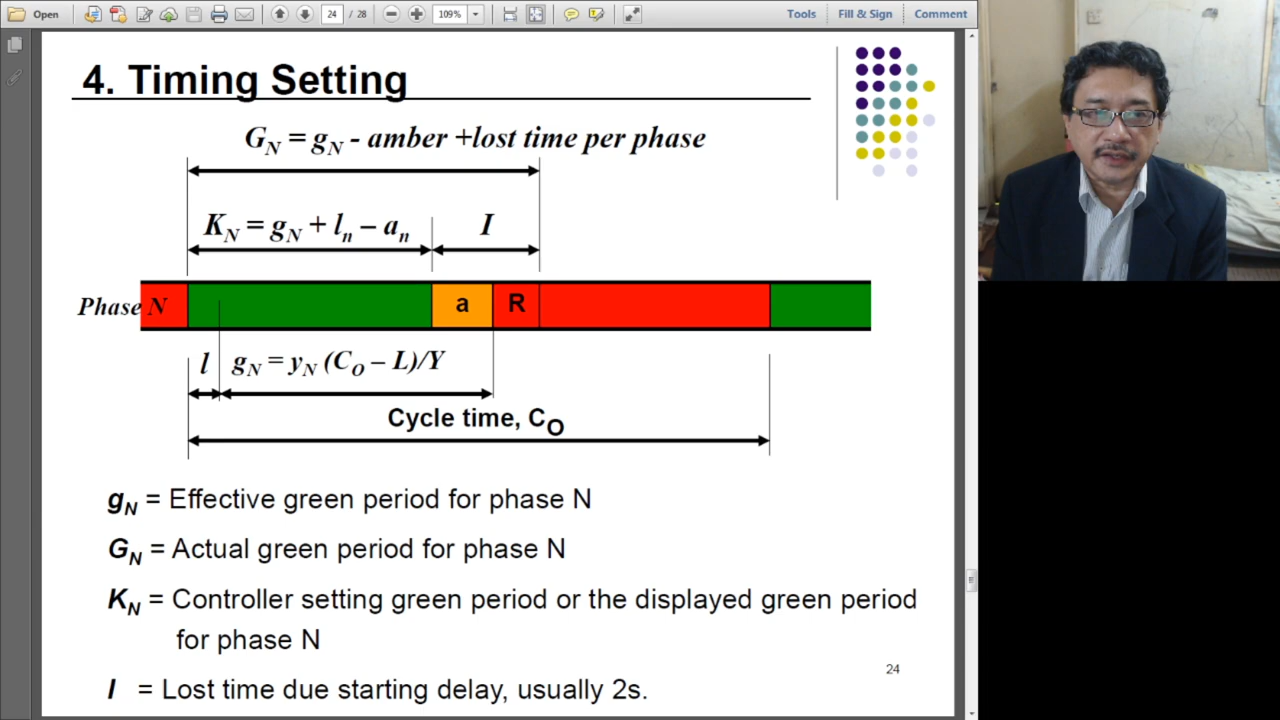 Open
24 / 28
109%
Tools
Fill & Sign
Comment
4. Timing Setting
G_N = g_N - amber +lost time per phase
K_N = g_N + l_n – a_n
I
Phase N
a
R
l
g_N = y_N (C_O – L)/Y
Cycle time, C_O
g_N = Effective green period for phase N
G_N = Actual green period for phase N
K_N = Controller setting green period or the displayed green period
for phase N
l = Lost time due starting delay, usually 2s.
24